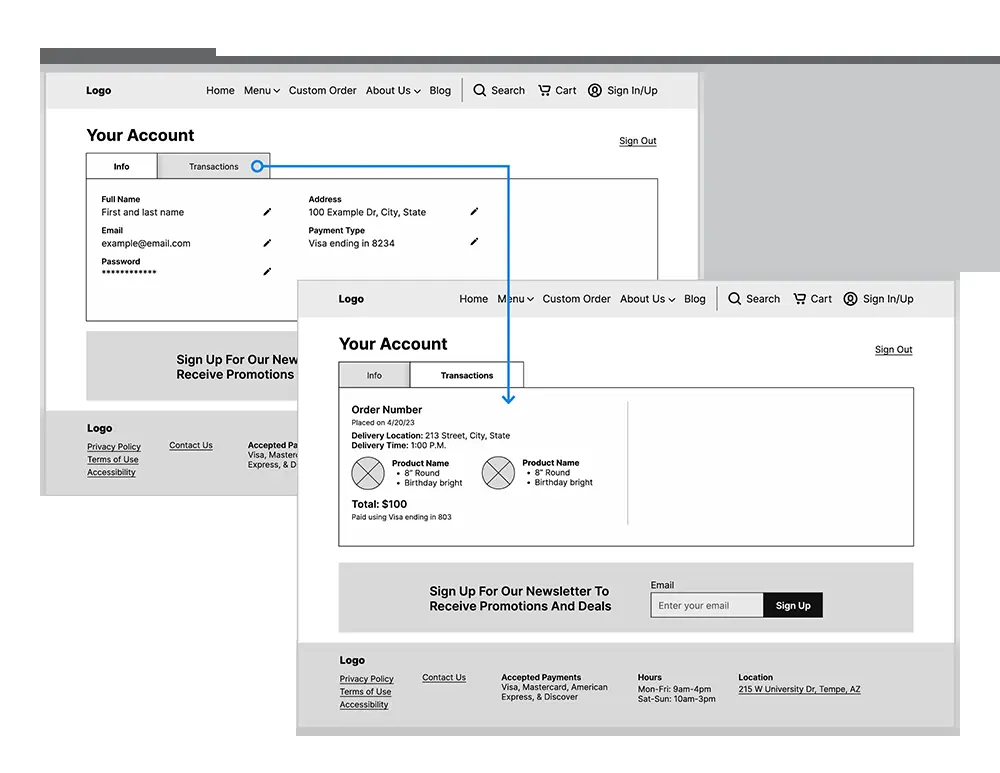 Logo
Home Menu Custom Order About Us Blog Search Cart Sign In/Up
Your Account
Sign Out
Info Transactions
Full Name
First and last name
Email
example@email.com
Password
************
Address
100 Example Dr, City, State
Payment Type
Visa ending in 8234
Sign Up For Our New
Receive Promotions
Logo
Privacy Policy
Terms of Use
Accessibility
Contact Us
Accepted Pa
Visa, Master
Express, & D
Logo
Home Menu Custom Order About Us Blog Search Cart Sign In/Up
Your Account
Sign Out
Info Transactions
Order Number
Placed on 4/20/23
Delivery Location: 213 Street, City, State
Delivery Time: 1:00 P.M.
Product Name
• 8” Round
• Birthday bright
Product Name
• 8” Round
• Birthday bright
Total: $100
Paid using Visa ending in 803
Sign Up For Our Newsletter To
Receive Promotions And Deals
Email
Enter your email
Sign Up
Logo
Privacy Policy
Terms of Use
Accessibility
Contact Us
Accepted Payments
Visa, Mastercard, American
Express, & Discover
Hours
Mon-Fri: 9am-4pm
Sat-Sun: 10am-3pm
Location
215 W University Dr, Tempe, AZ